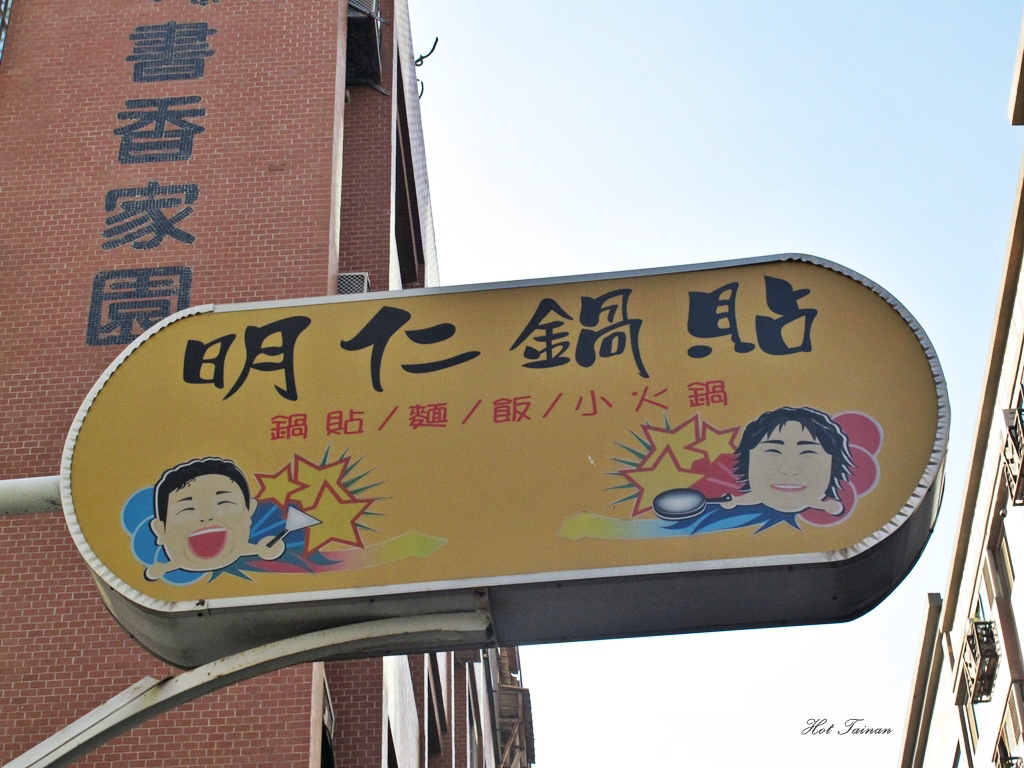 書香家園
明仁鍋貼
鍋貼/麵/飯/小火鍋
Hot Tainan